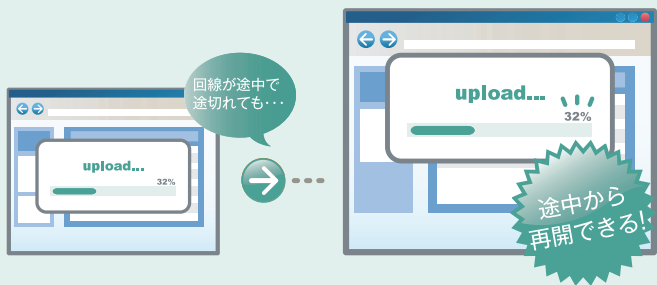 回線が途中で
途切れても・・・
upload...
32%
upload...
32%
途中から
再開できる!